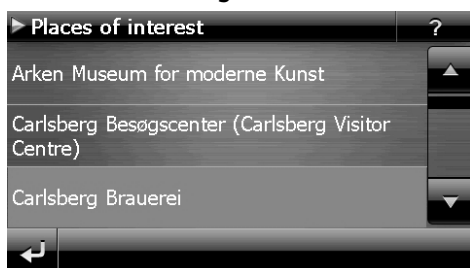 Places of interest ?
Arken Museum for moderne Kunst
Carlsberg Besøgscenter (Carlsberg Visitor
Centre)
Carlsberg Brauerei